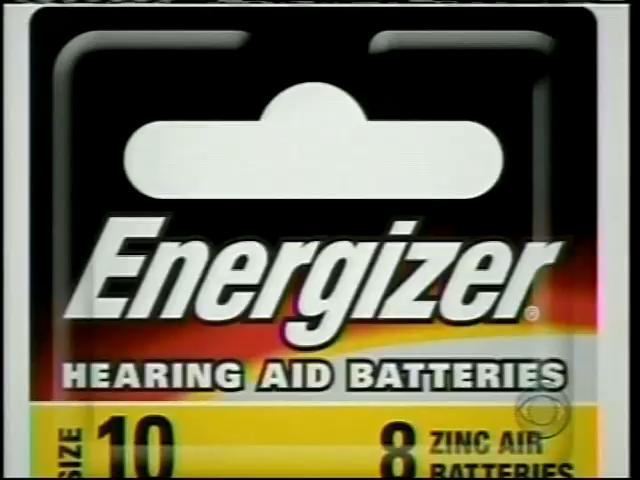 Energizer®
HEARING AID BATTERIES
SIZE 10 8 ZINC AIR
BATTERIES